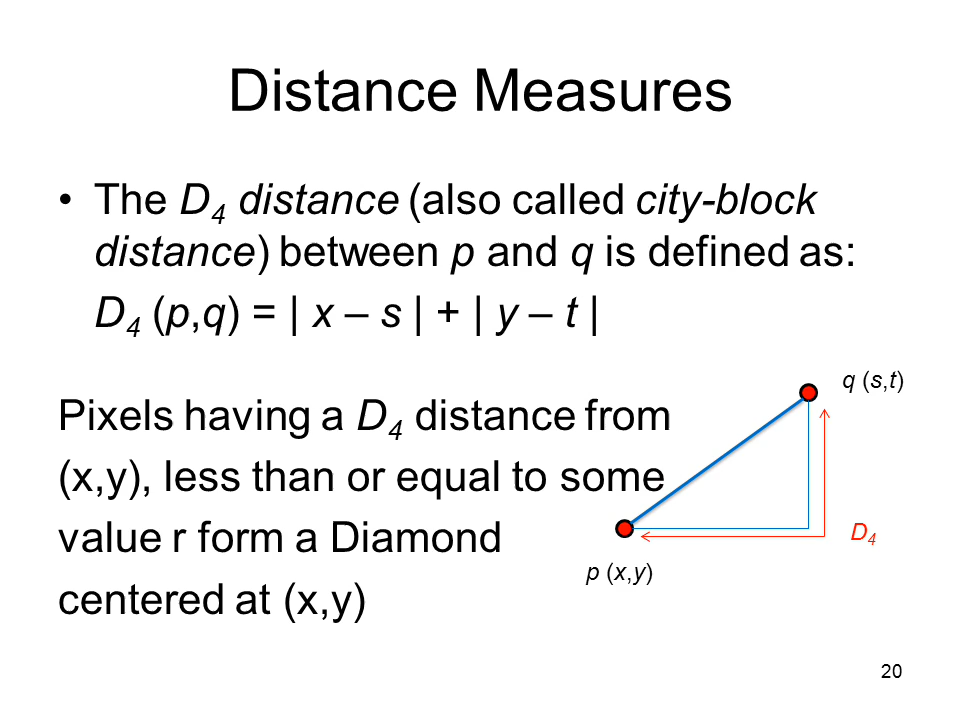 Distance Measures
• The D₄ distance (also called city-block
distance) between p and q is defined as:
D₄ (p,q) = | x – s | + | y – t |
Pixels having a D₄ distance from
(x,y), less than or equal to some
value r form a Diamond
centered at (x,y)
q (s,t)
D₄
p (x,y)
20